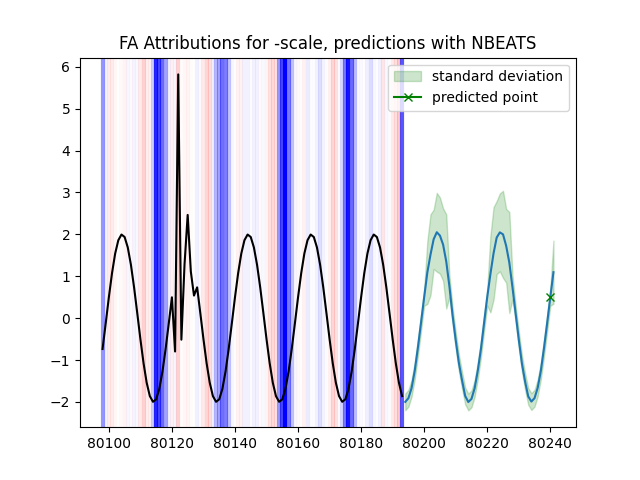 FA Attributions for -scale, predictions with NBEATS
standard deviation
predicted point
6
5
4
3
2
1
0
−1
−2
80100 80120 80140 80160 80180 80200 80220 80240